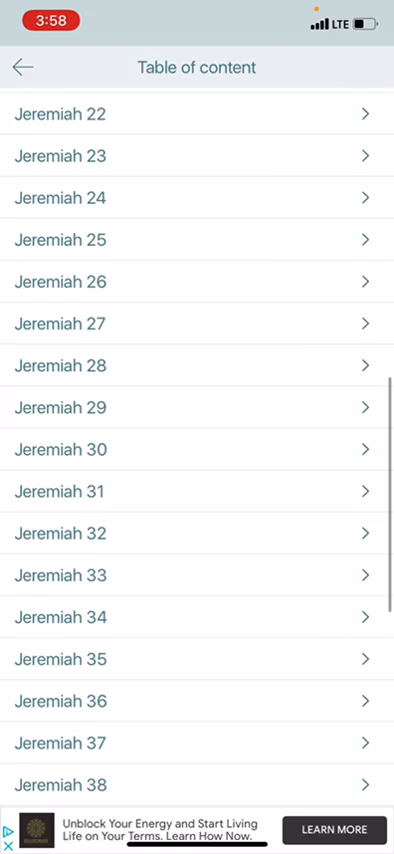 3:58
LTE
Table of content
Jeremiah 22
Jeremiah 23
Jeremiah 24
Jeremiah 25
Jeremiah 26
Jeremiah 27
Jeremiah 28
Jeremiah 29
Jeremiah 30
Jeremiah 31
Jeremiah 32
Jeremiah 33
Jeremiah 34
Jeremiah 35
Jeremiah 36
Jeremiah 37
Jeremiah 38
Unblock Your Energy and Start Living
Life on Your Terms. Learn How Now.
LEARN MORE